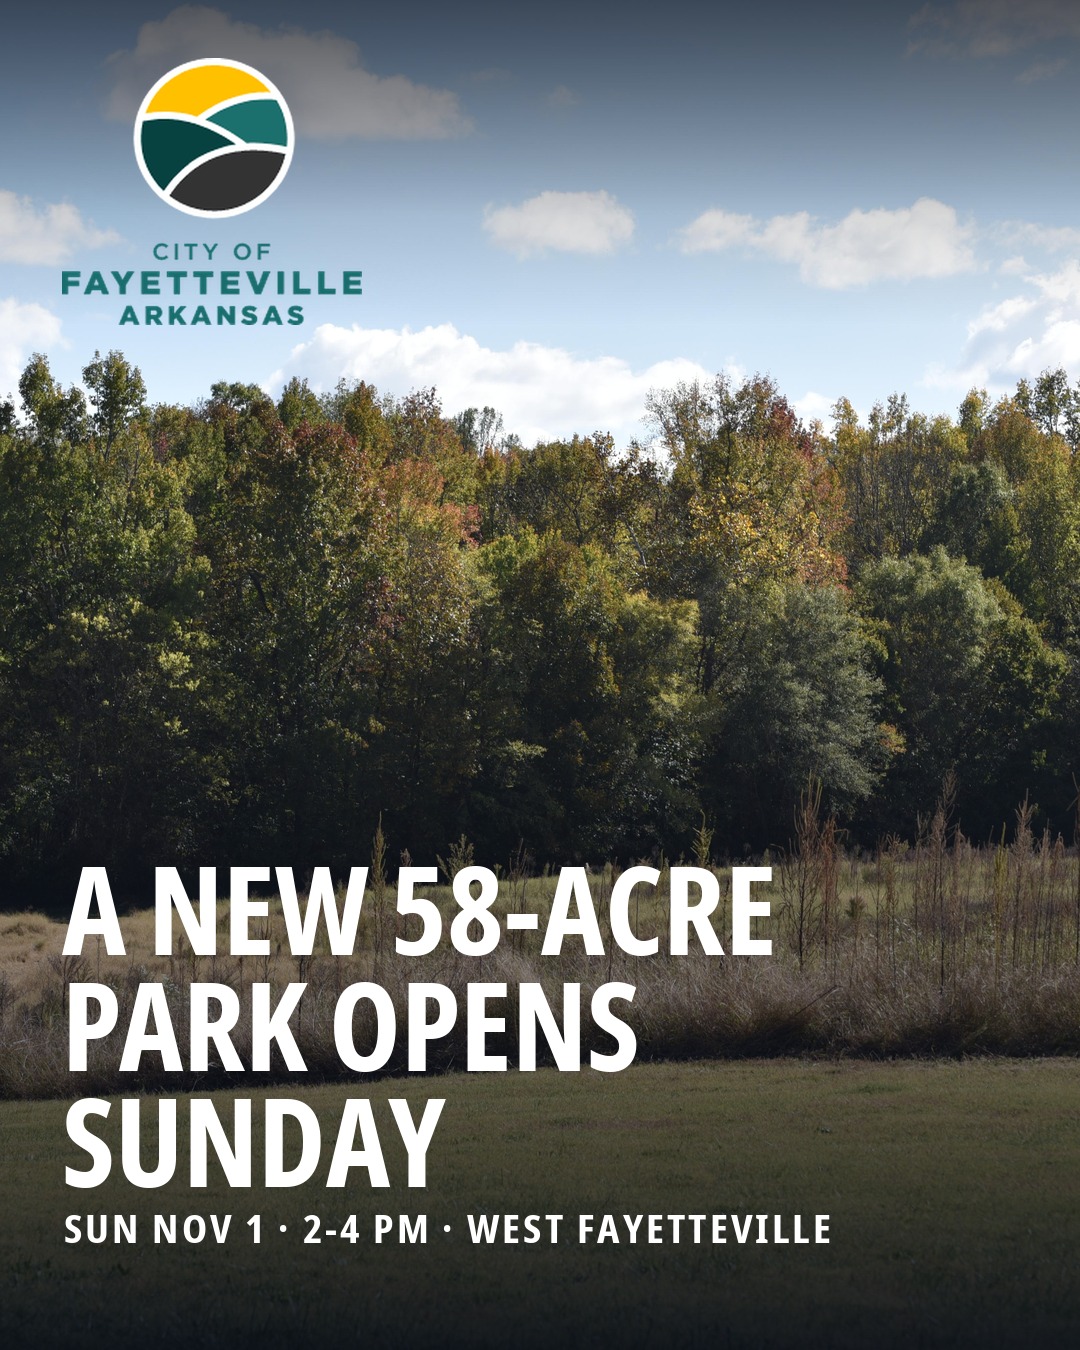 CITY OF
FAYETTEVILLE
ARKANSAS
A NEW 58-ACRE
PARK OPENS
SUNDAY
SUN NOV 1 · 2-4 PM · WEST FAYETTEVILLE